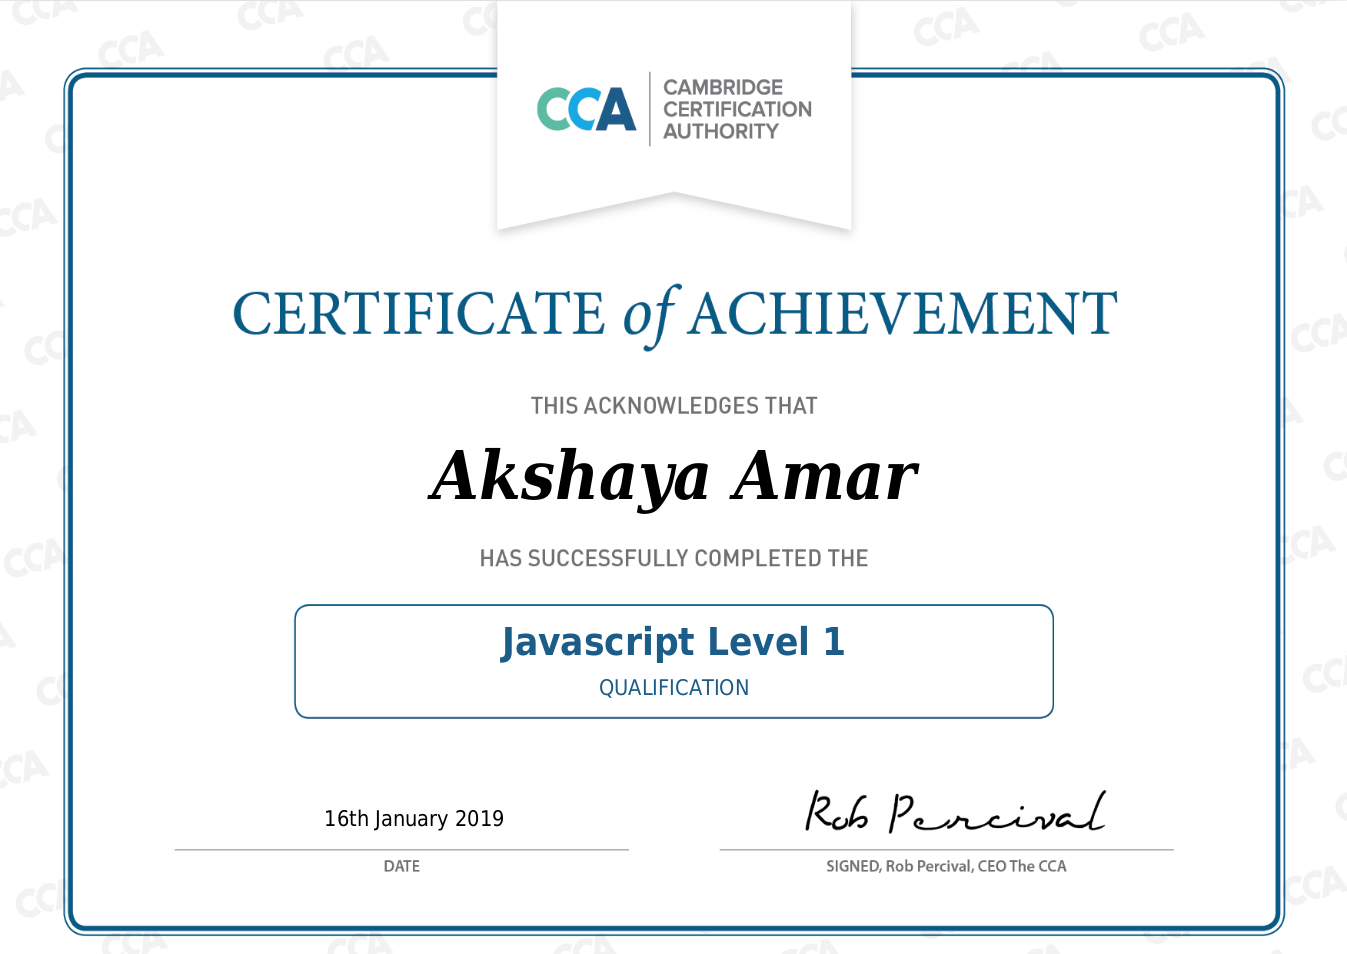 CCA
CAMBRIDGE
CERTIFICATION
AUTHORITY
CERTIFICATE of ACHIEVEMENT
THIS ACKNOWLEDGES THAT
Akshaya Amar
HAS SUCCESSFULLY COMPLETED THE
Javascript Level 1
QUALIFICATION
16th January 2019
Rob Percival
DATE
SIGNED, Rob Percival, CEO The CCA